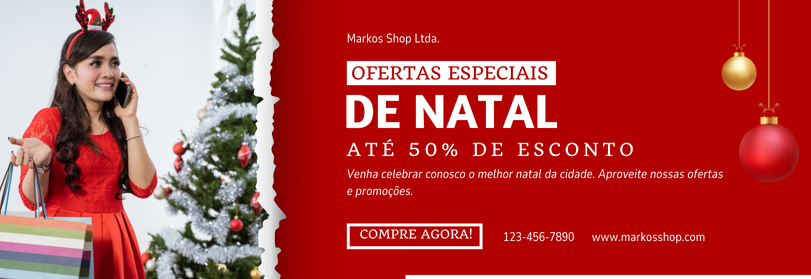 Markos Shop Ltda.
OFERTAS ESPECIAIS
DE NATAL
ATÉ 50% DE ESCONTO
Venha celebrar conosco o melhor natal da cidade. Aproveite nossas ofertas
e promoções.
COMPRE AGORA!
123-456-7890
www.markosshop.com